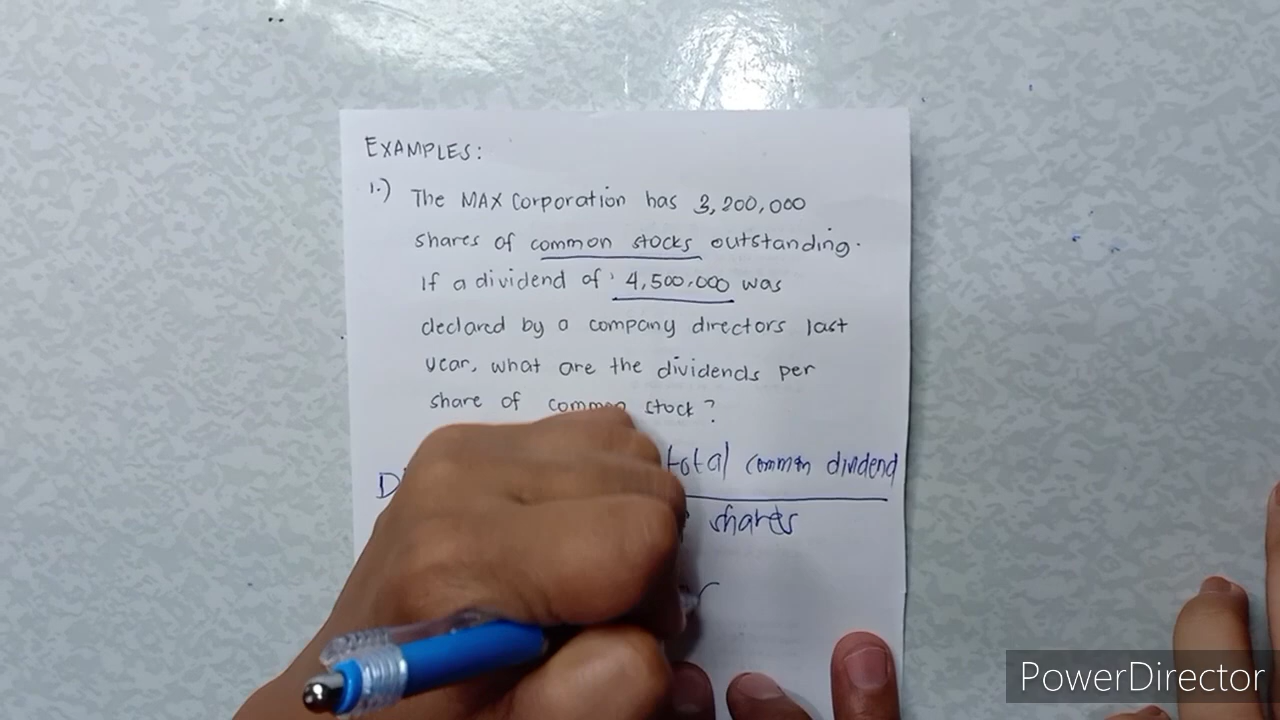 EXAMPLES:
1.) The MAX Corporation has 3,200,000
shares of common stocks outstanding.
If a dividend of 4,500,000 was
declared by a company directors last
year, what are the dividends per
share of common stock?
total common dividend
shares
PowerDirector